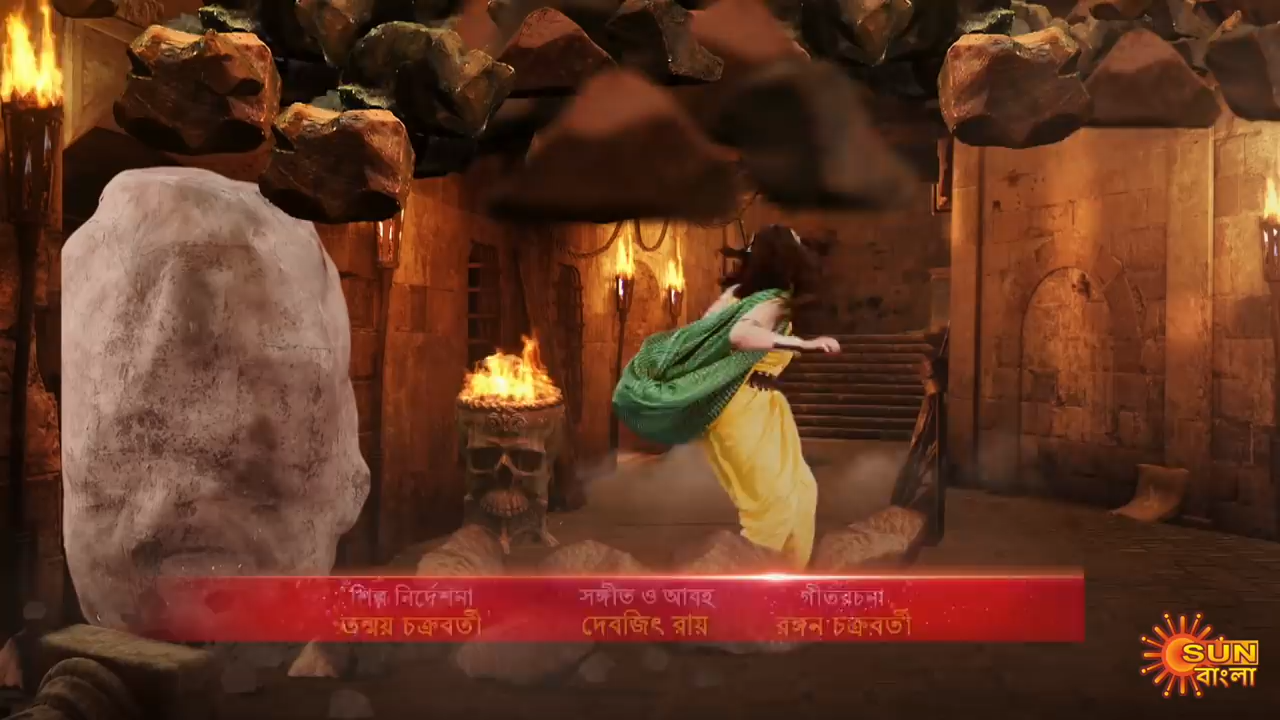 শিল্প নির্দেশনা সঙ্গীত ও আবহ গীতরচনা
তন্ময় চক্রবর্তী দেবজিৎ রায় রঙ্গন চক্রবর্তী
SUN
বাংলা